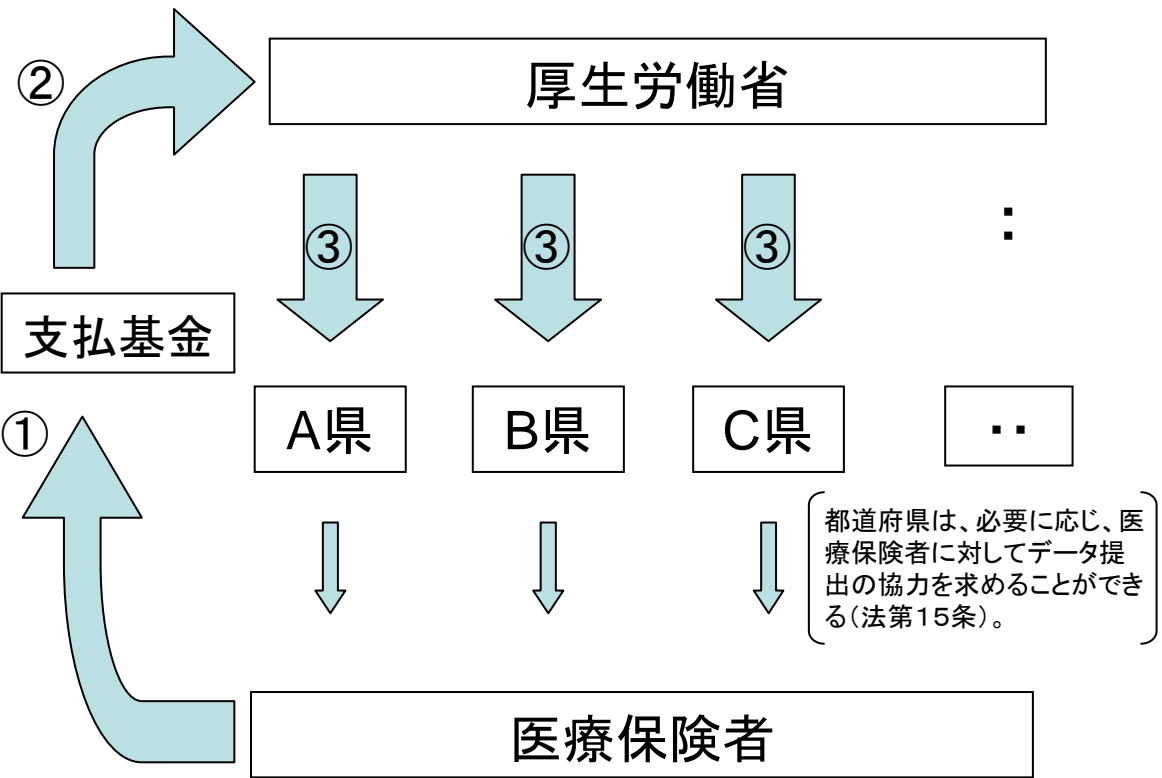 ②
厚生労働省
③ ③ ③ :
支払基金
①
A県 B県 C県 ‥
都道府県は、必要に応じ、医
療保険者に対してデータ提
出の協力を求めることができ
る(法第15条)。
医療保険者